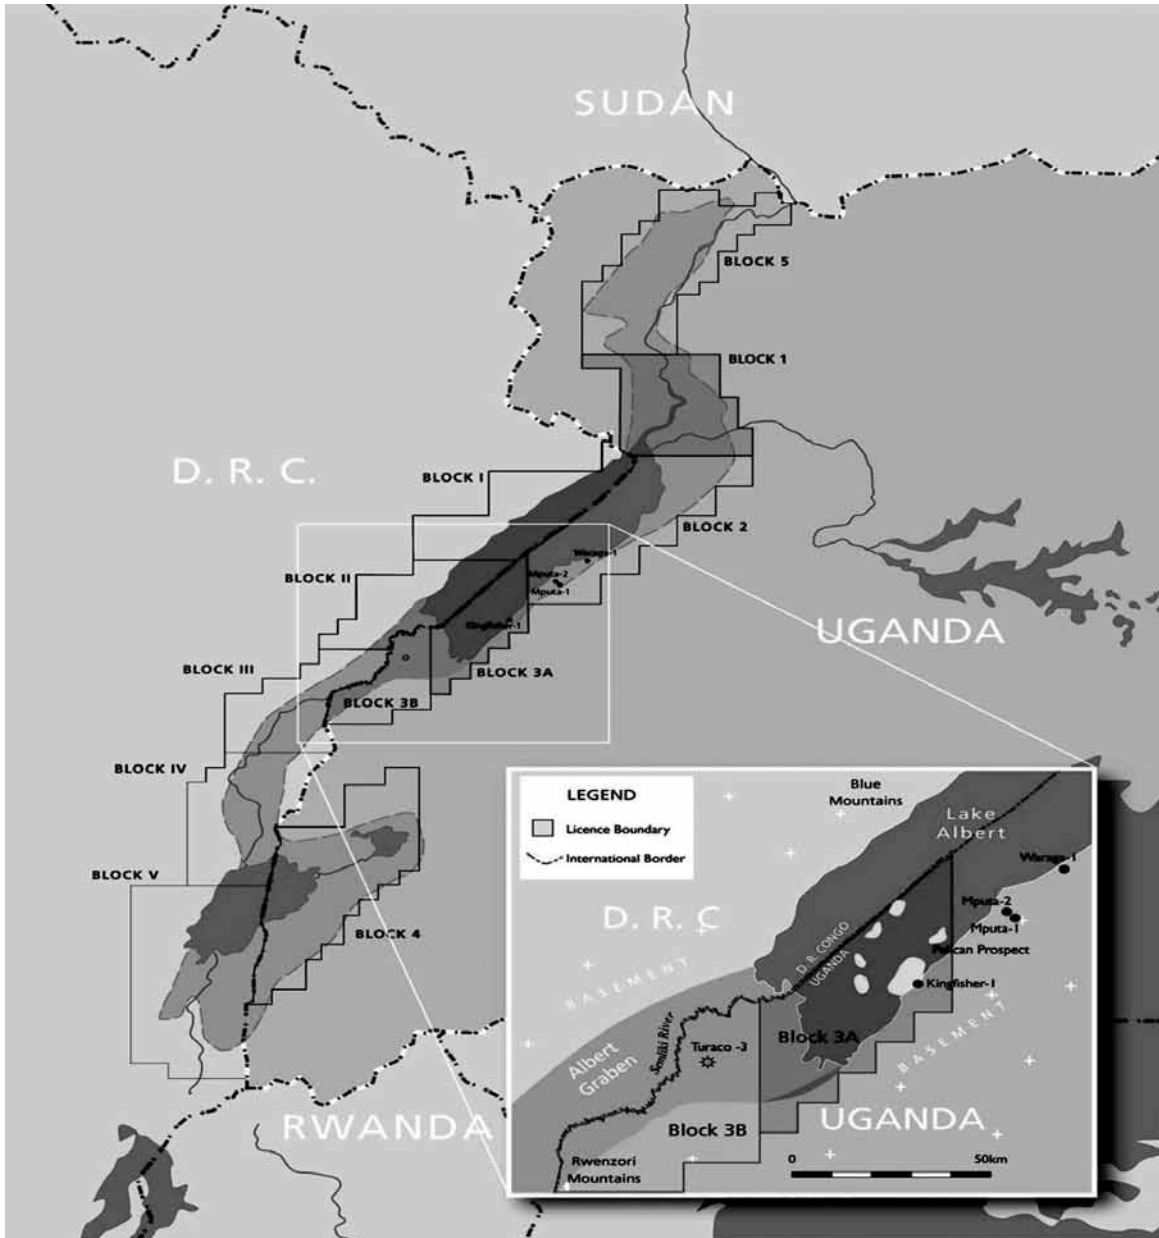 SUDAN
BLOCK 5
BLOCK 1
D. R. C.
BLOCK I
BLOCK 2
Waraga-1
Mputa-2
Mputa-1
BLOCK II
UGANDA
Kingfisher-1
BLOCK III
BLOCK 3A
BLOCK 3B
BLOCK IV
BLOCK V
BLOCK 4
RWANDA
LEGEND
Licence Boundary
International Border
Blue
Mountains
Lake
Albert
Waraga-1
Mputa-2
Mputa-1
D. R. C
D. R. CONGO
UGANDA
Pelican Prospect
Kingfisher-1
BASEMENT
BASEMENT
Semliki River
Turaco -3
Block 3A
Albert
Graben
Block 3B
UGANDA
Rwenzori
Mountains
0
50km